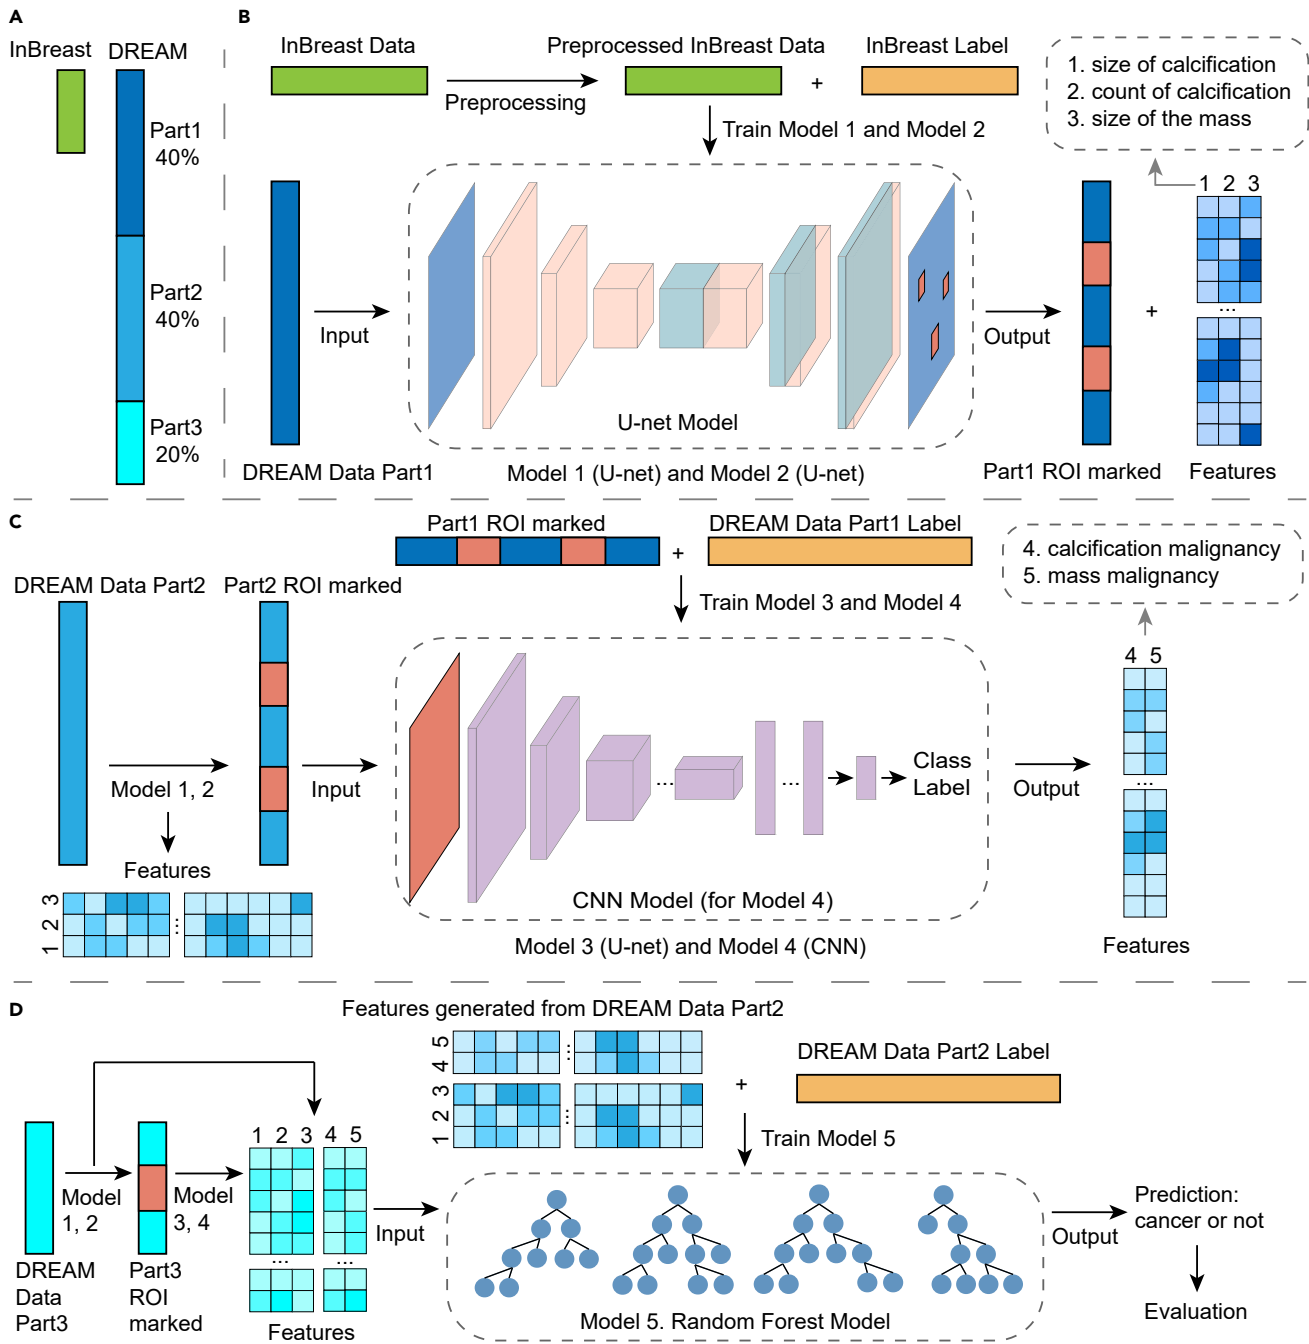 A
InBreast
DREAM
Part1
40%
Part2
40%
Part3
20%
B
InBreast Data
Preprocessing
Preprocessed InBreast Data
+
InBreast Label
Train Model 1 and Model 2
1. size of calcification
2. count of calcification
3. size of the mass
1 2 3
Input
U-net Model
Output
+
...
DREAM Data Part1
Model 1 (U-net) and Model 2 (U-net)
Part1 ROI marked
Features
C
Part1 ROI marked
+
DREAM Data Part1 Label
Train Model 3 and Model 4
4. calcification malignancy
5. mass malignancy
DREAM Data Part2
Part2 ROI marked
Model 1, 2
Input
Features
3
2
1
...
... ...
Class
Label
CNN Model (for Model 4)
Model 3 (U-net) and Model 4 (CNN)
Output
4 5
...
Features
D
Features generated from DREAM Data Part2
5
4
...
3
2
1
...
+
DREAM Data Part2 Label
Train Model 5
Model
1, 2
Model
3, 4
DREAM
Data
Part3
Part3
ROI
marked
1 2 3 4 5
... ...
Features
Input
Model 5. Random Forest Model
Output
Prediction:
cancer or not
Evaluation